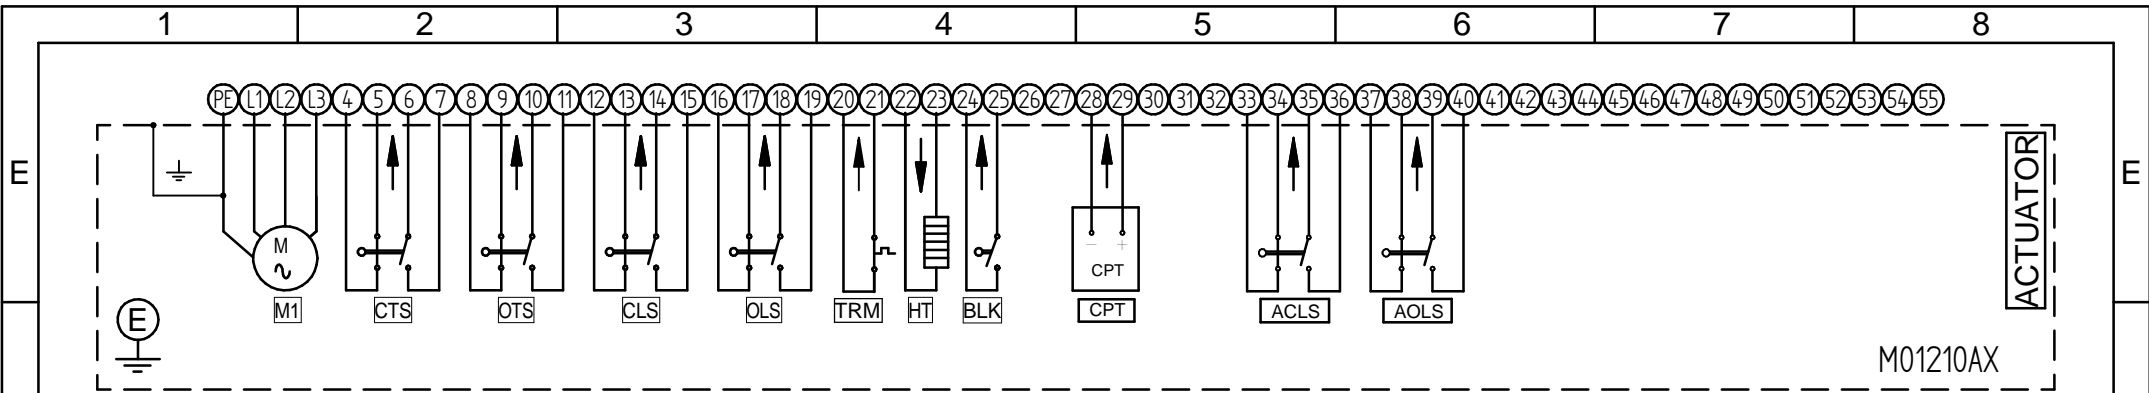 1 2 3 4 5 6 7 8
PE L1 L2 L3 4 5 6 7 8 9 10 11 12 13 14 15 16 17 18 19 20 21 22 23 24 25 26 27 28 29 30 31 32 33 34 35 36 37 38 39 40 41 42 43 44 45 46 47 48 49 50 51 52 53 54 55
E E
ACTUATOR
M
- +
CPT
M1 CTS OTS CLS OLS TRM HT BLK CPT ACLS AOLS
E
M01210AX